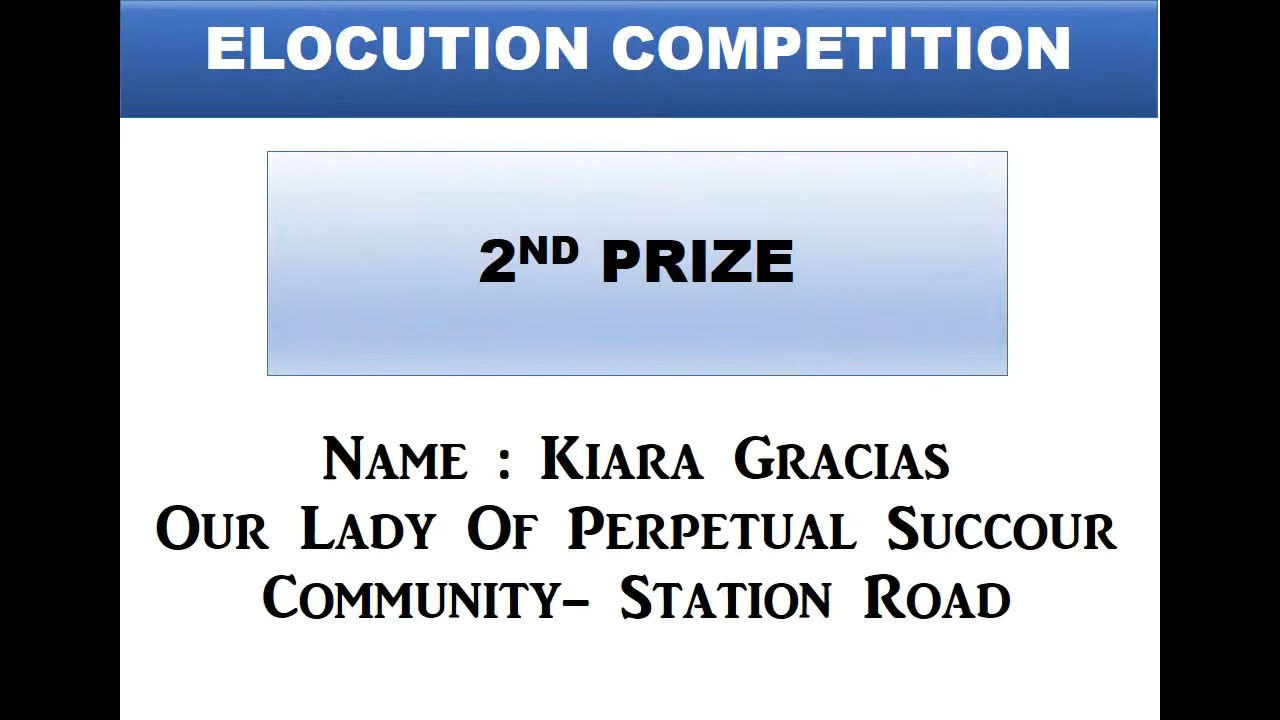 ELOCUTION COMPETITION
2ND PRIZE
Name : Kiara Gracias
Our Lady Of Perpetual Succour
Community- Station Road